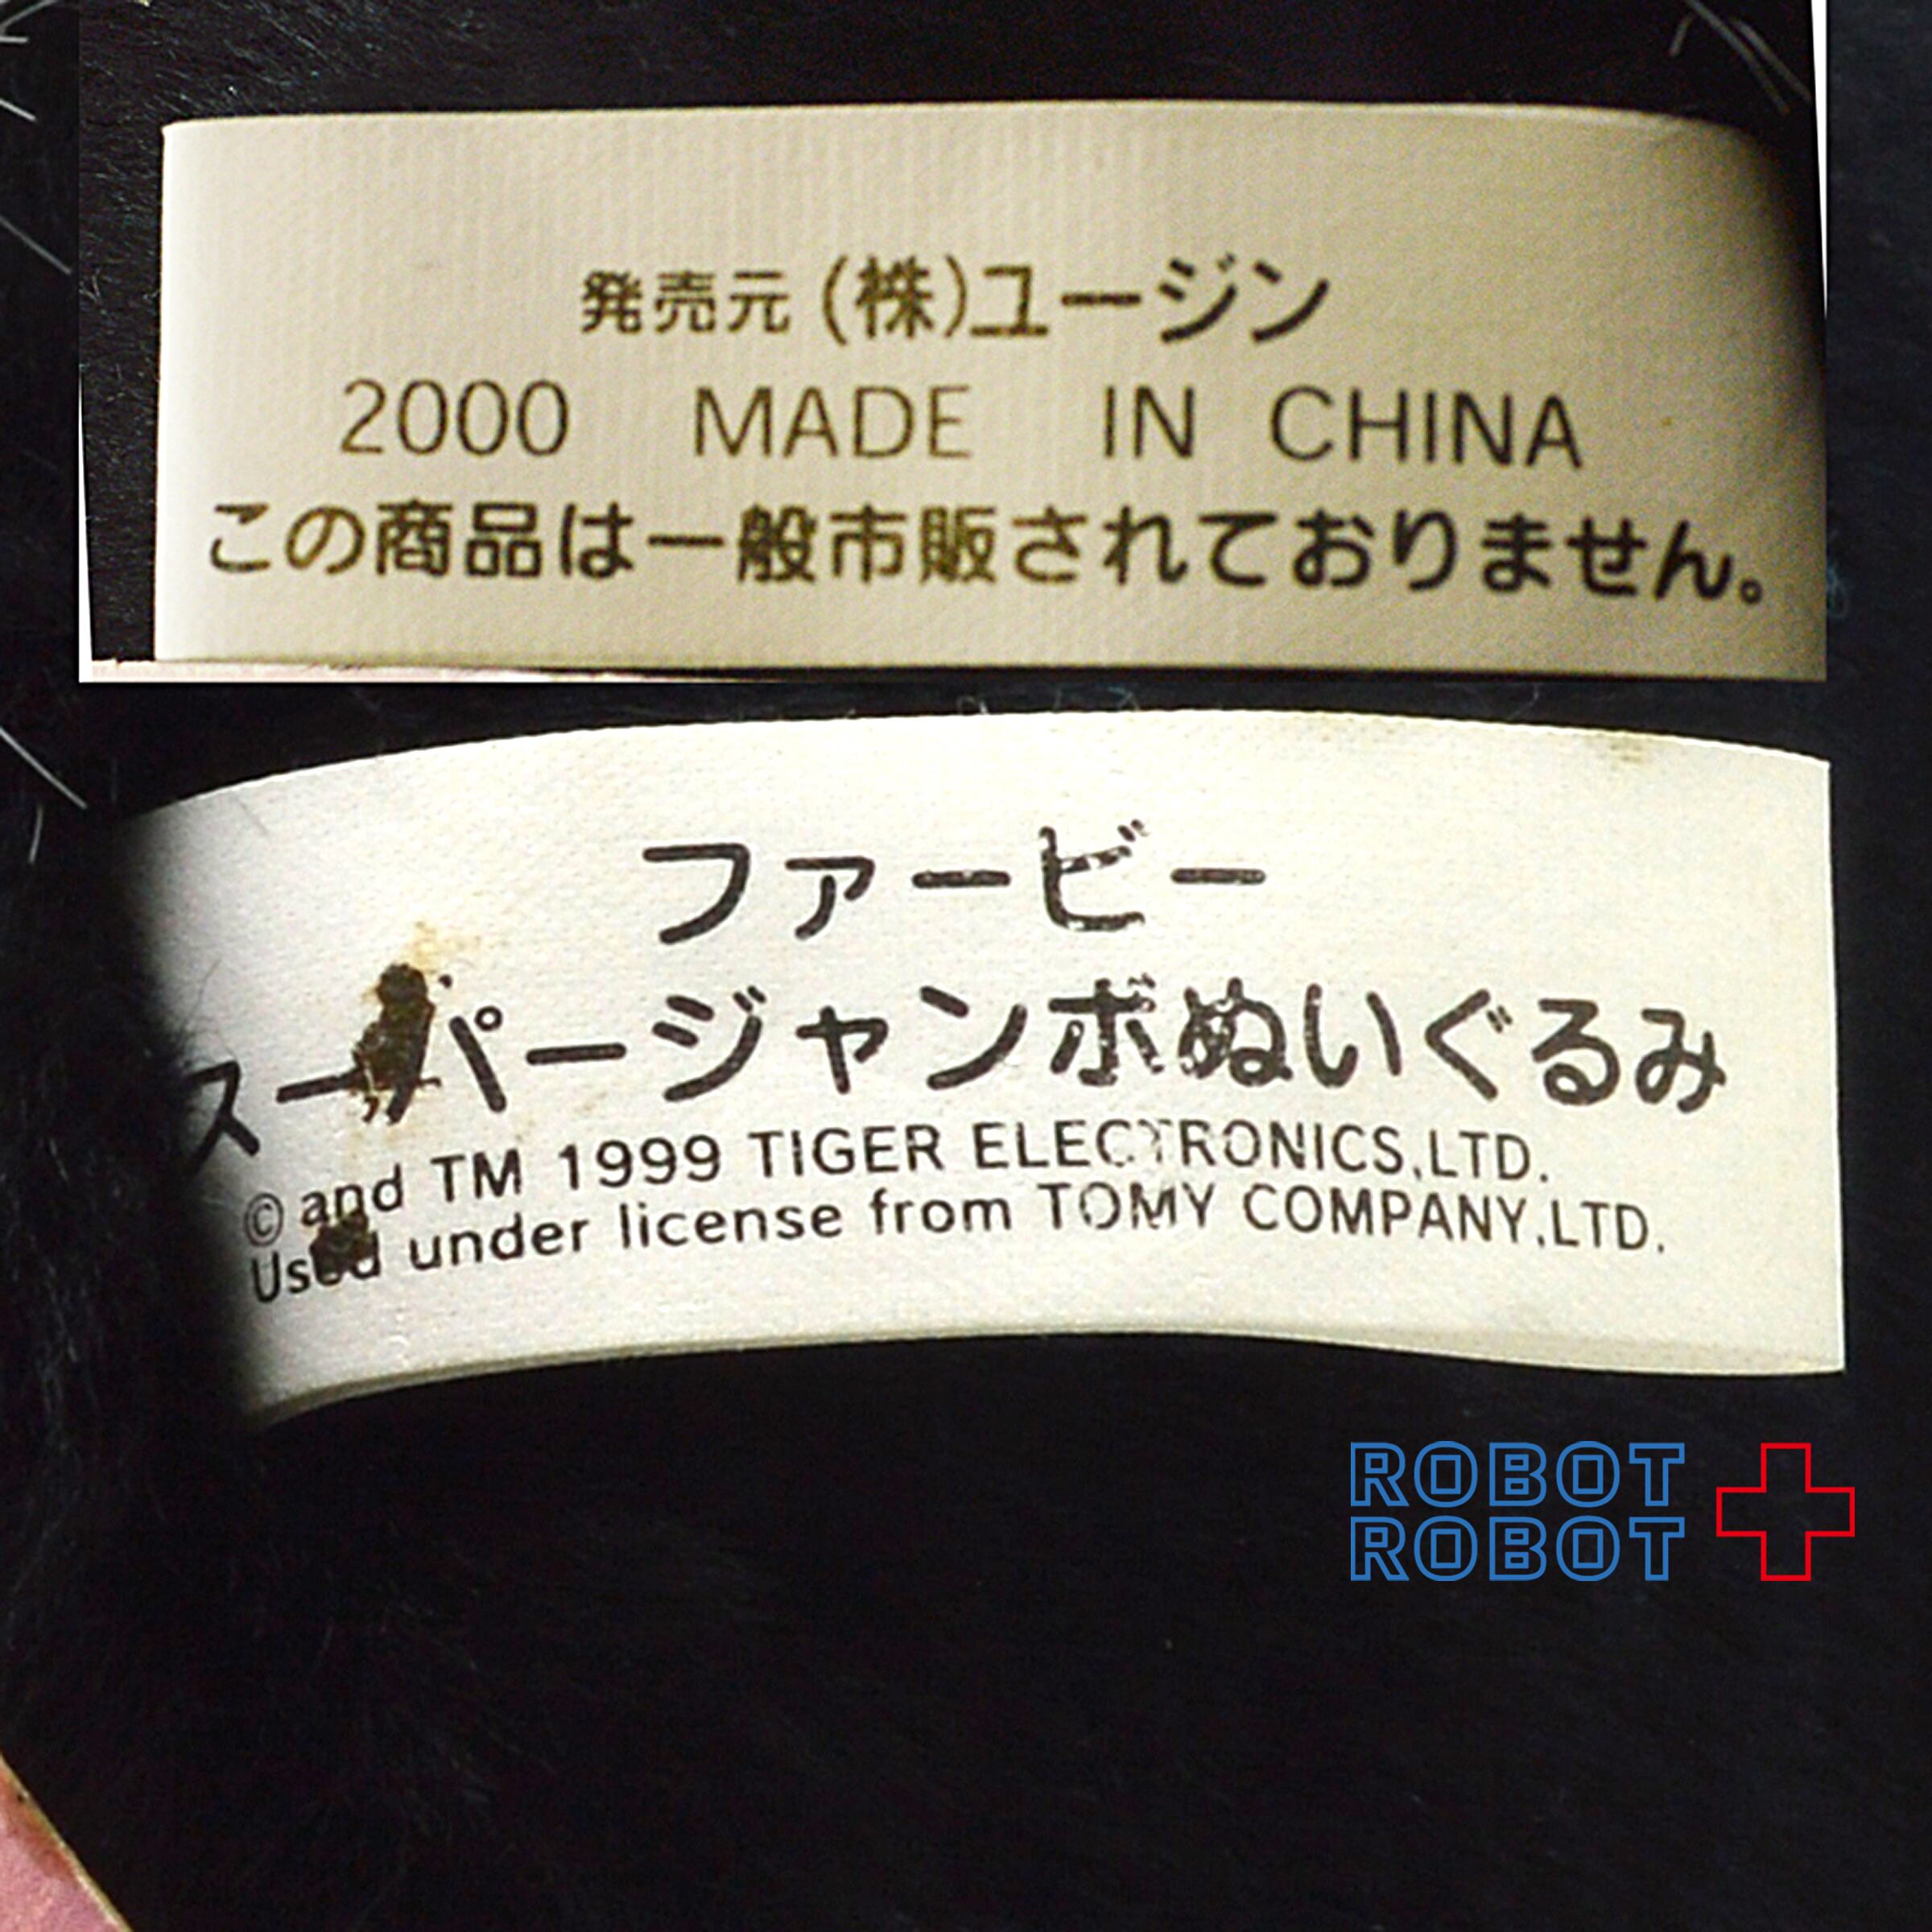 発売元 (株)ユージン
2000 MADE IN CHINA
この商品は一般市販されておりません。
ファービー
スーパージャンボぬいぐるみ
© and TM 1999 TIGER ELECTRONICS,LTD.
Used under license from TOMY COMPANY,LTD.
ROBOT
ROBOT